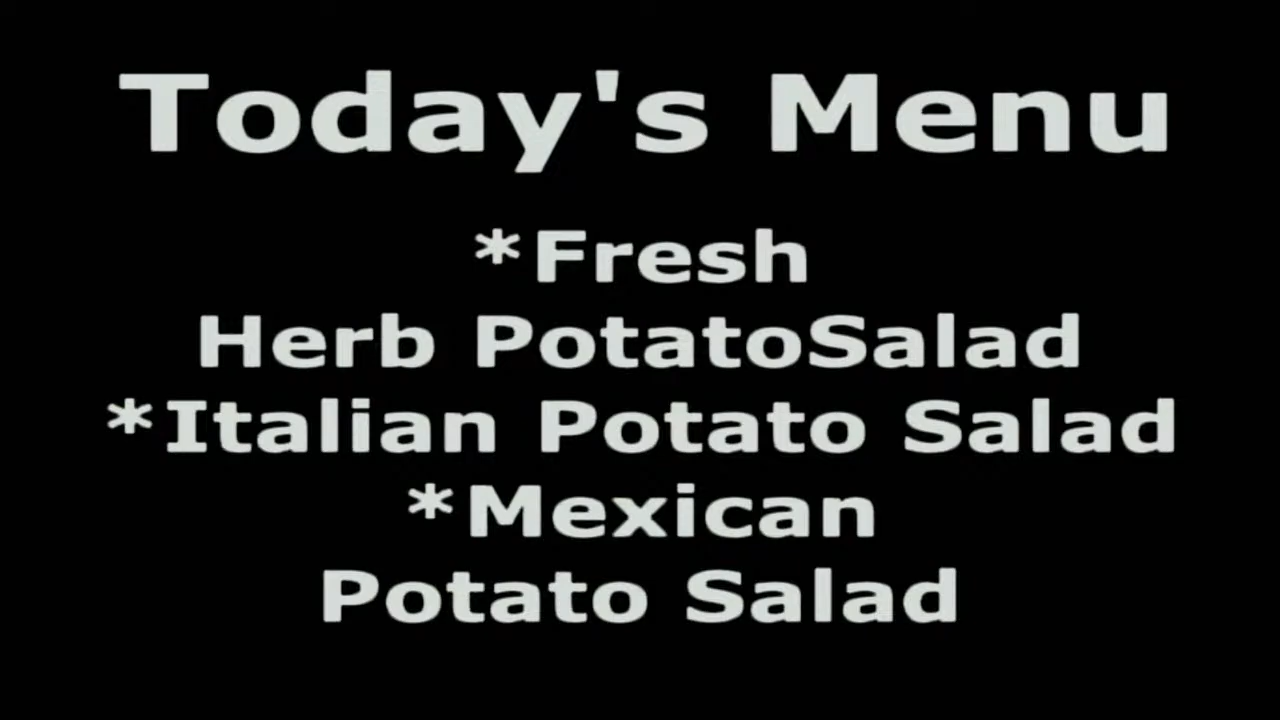 Today's Menu
*Fresh
Herb PotatoSalad
*Italian Potato Salad
*Mexican
Potato Salad